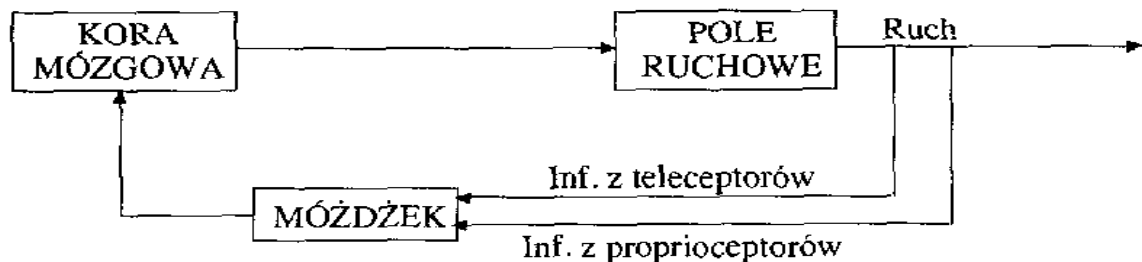 KORA
MÓZGOWA
POLE
RUCHOWE
Ruch
Inf. z teleceptorów
MÓŻDŻEK
Inf. z proprioceptorów